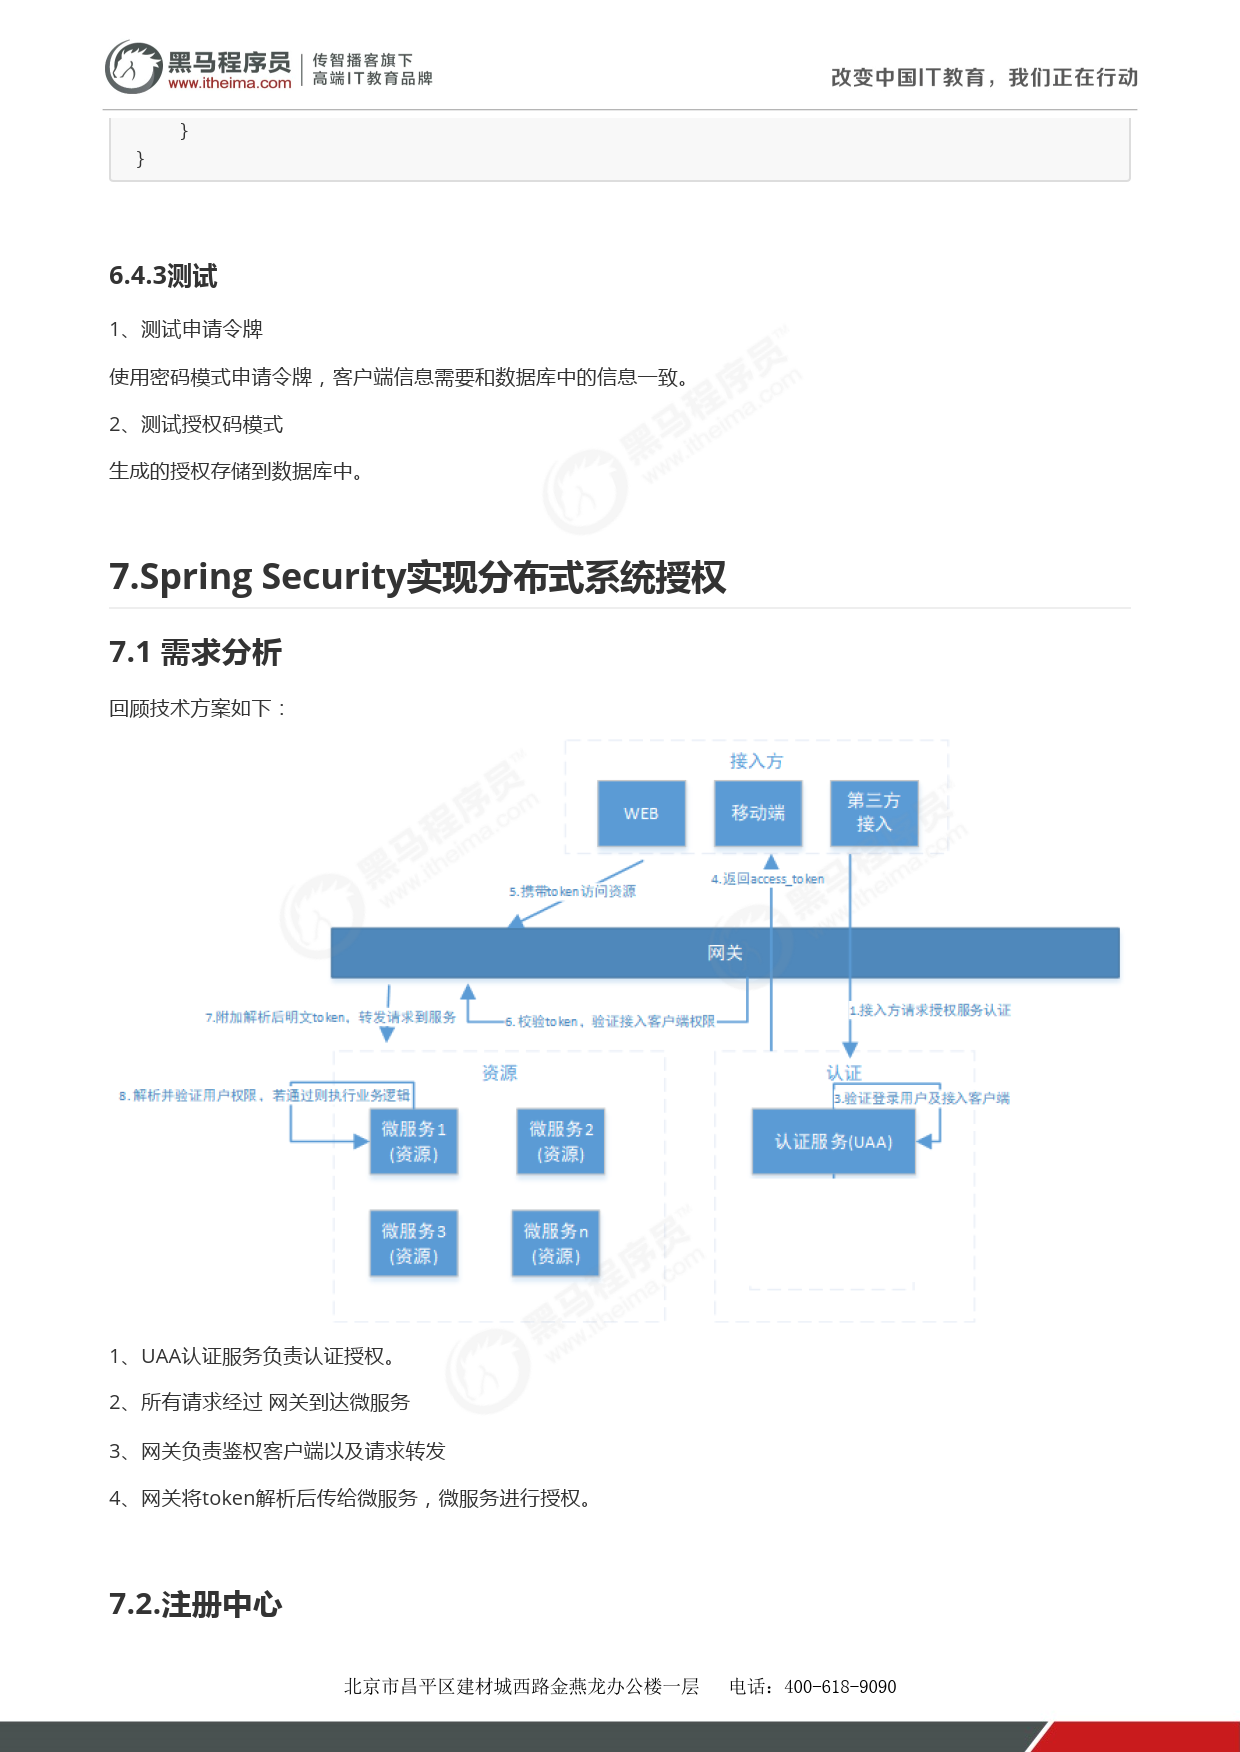 黑马程序员
www.itheima.com
传智播客旗下
高端IT教育品牌
改变中国IT教育，我们正在行动
}
}
6.4.3测试
1、测试申请令牌
使用密码模式申请令牌，客户端信息需要和数据库中的信息一致。
2、测试授权码模式
生成的授权存储到数据库中。
7.Spring Security实现分布式系统授权
7.1 需求分析
回顾技术方案如下：
接入方
WEB
移动端
第三方
接入
5.携带token访问资源
4.返回access_token
网关
7.附加解析后明文token，转发请求到服务
6.校验token，验证接入客户端权限
1.接入方请求授权服务认证
资源
认证
8.解析并验证用户权限，若通过则执行业务逻辑
3.验证登录用户及接入客户端
微服务1
(资源)
微服务2
(资源)
认证服务(UAA)
微服务3
(资源)
微服务n
(资源)
1、UAA认证服务负责认证授权。
2、所有请求经过 网关到达微服务
3、网关负责鉴权客户端以及请求转发
4、网关将token解析后传给微服务，微服务进行授权。
7.2.注册中心
北京市昌平区建材城西路金燕龙办公楼一层 电话：400-618-9090